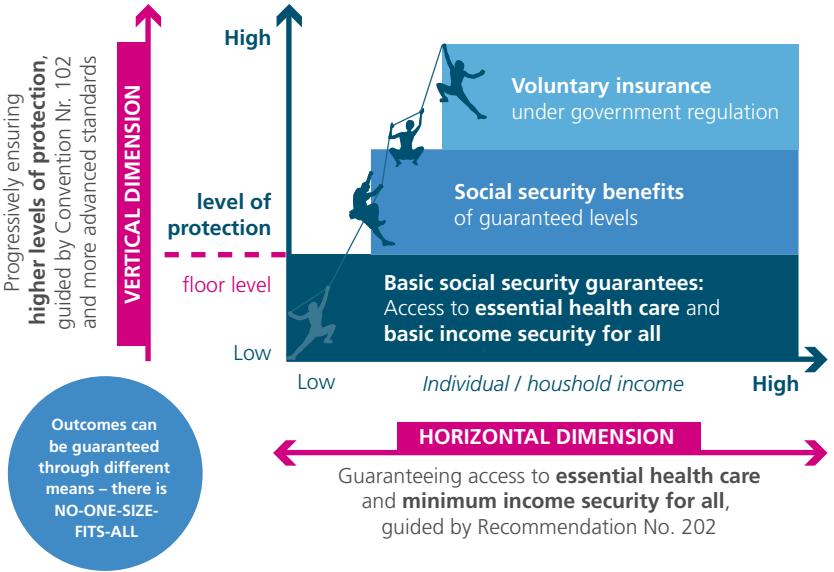 Progressively ensuring
higher levels of protection,
guided by Convention Nr. 102
and more advanced standards
VERTICAL DIMENSION
High
level of
protection
floor level
Low
Voluntary insurance
under government regulation
Social security benefits
of guaranteed levels
Basic social security guarantees:
Access to essential health care and
basic income security for all
Low
Individual / houshold income
High
HORIZONTAL DIMENSION
Guaranteeing access to essential health care
and minimum income security for all,
guided by Recommendation No. 202
Outcomes can
be guaranteed
through different
means – there is
NO-ONE-SIZE-
FITS-ALL